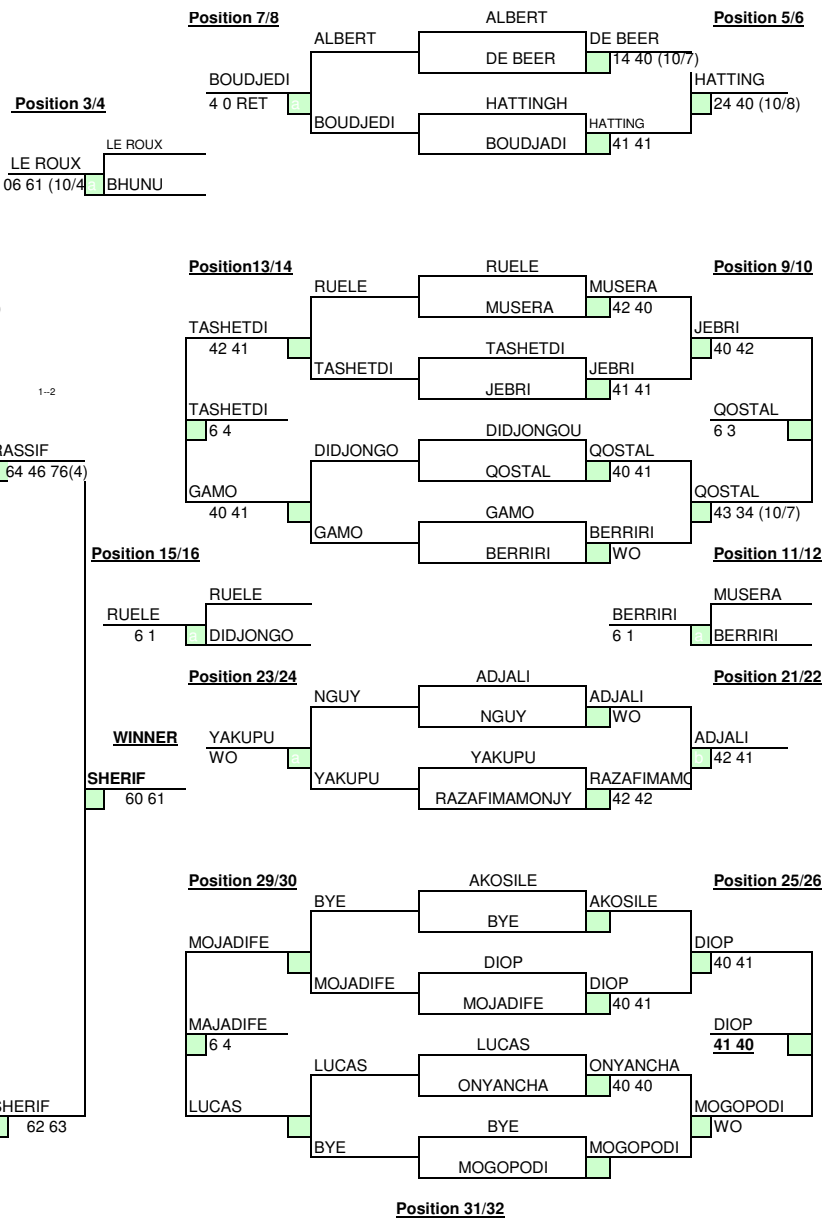 Position 7/8 ALBERT Position 5/6
ALBERT DE BEER
DE BEER 14 40 (10/7)
BOUDJEDI HATTING
Position 3/4 4 0 RET a HATTINGH 24 40 (10/8)
BOUDJEDI HATTING
LE ROUX BOUDJADI 41 41
LE ROUX
06 61 (10/4 a BHUNU
Position13/14 RUELE Position 9/10
RUELE MUSERA
MUSERA 42 40
TASHETDI JEBRI
42 41 TASHETDI 40 42
TASHETDI JEBRI
1--2 JEBRI 41 41
TASHETDI QOSTAL
6 4 DIDJONGOU 6 3
RASSIF DIDJONGO QOSTAL
64 46 76(4) QOSTAL 40 41
GAMO QOSTAL
40 41 GAMO 43 34 (10/7)
GAMO BERRIRI
Position 15/16 BERRIRI WO Position 11/12
RUELE MUSERA
RUELE BERRIRI
6 1 a DIDJONGO 6 1 a BERRIRI
Position 23/24 ADJALI Position 21/22
NGUY ADJALI
NGUY WO
WINNER YAKUPU ADJALI
WO a YAKUPU 42 41
SHERIF YAKUPU RAZAFIMAMO
60 61 RAZAFIMAMONJY 42 42
Position 29/30 AKOSILE Position 25/26
BYE AKOSILE
BYE
MOJADIFE DIOP
DIOP 40 41
MOJADIFE DIOP
MOJADIFE 40 41
MAJADIFE DIOP
6 4 LUCAS 41 40
LUCAS ONYANCHA
ONYANCHA 40 40
SHERIF LUCAS MOGOPODI
62 63 BYE WO
BYE MOGOPODI
MOGOPODI
Position 31/32